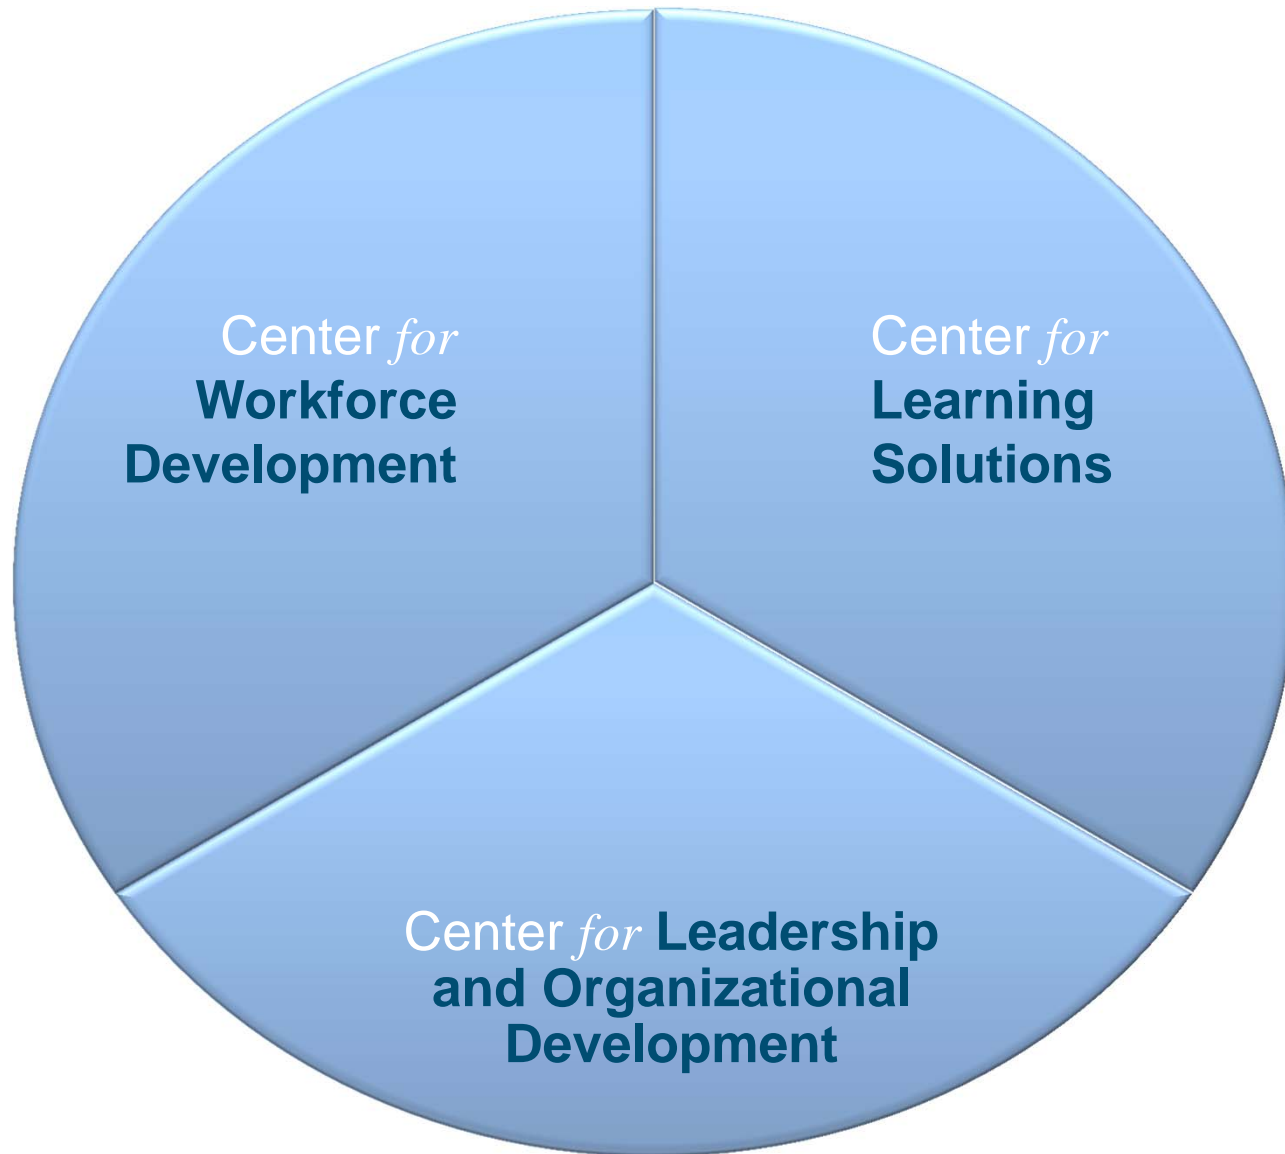 Center for
Workforce
Development
Center for
Learning
Solutions
Center for Leadership
and Organizational
Development